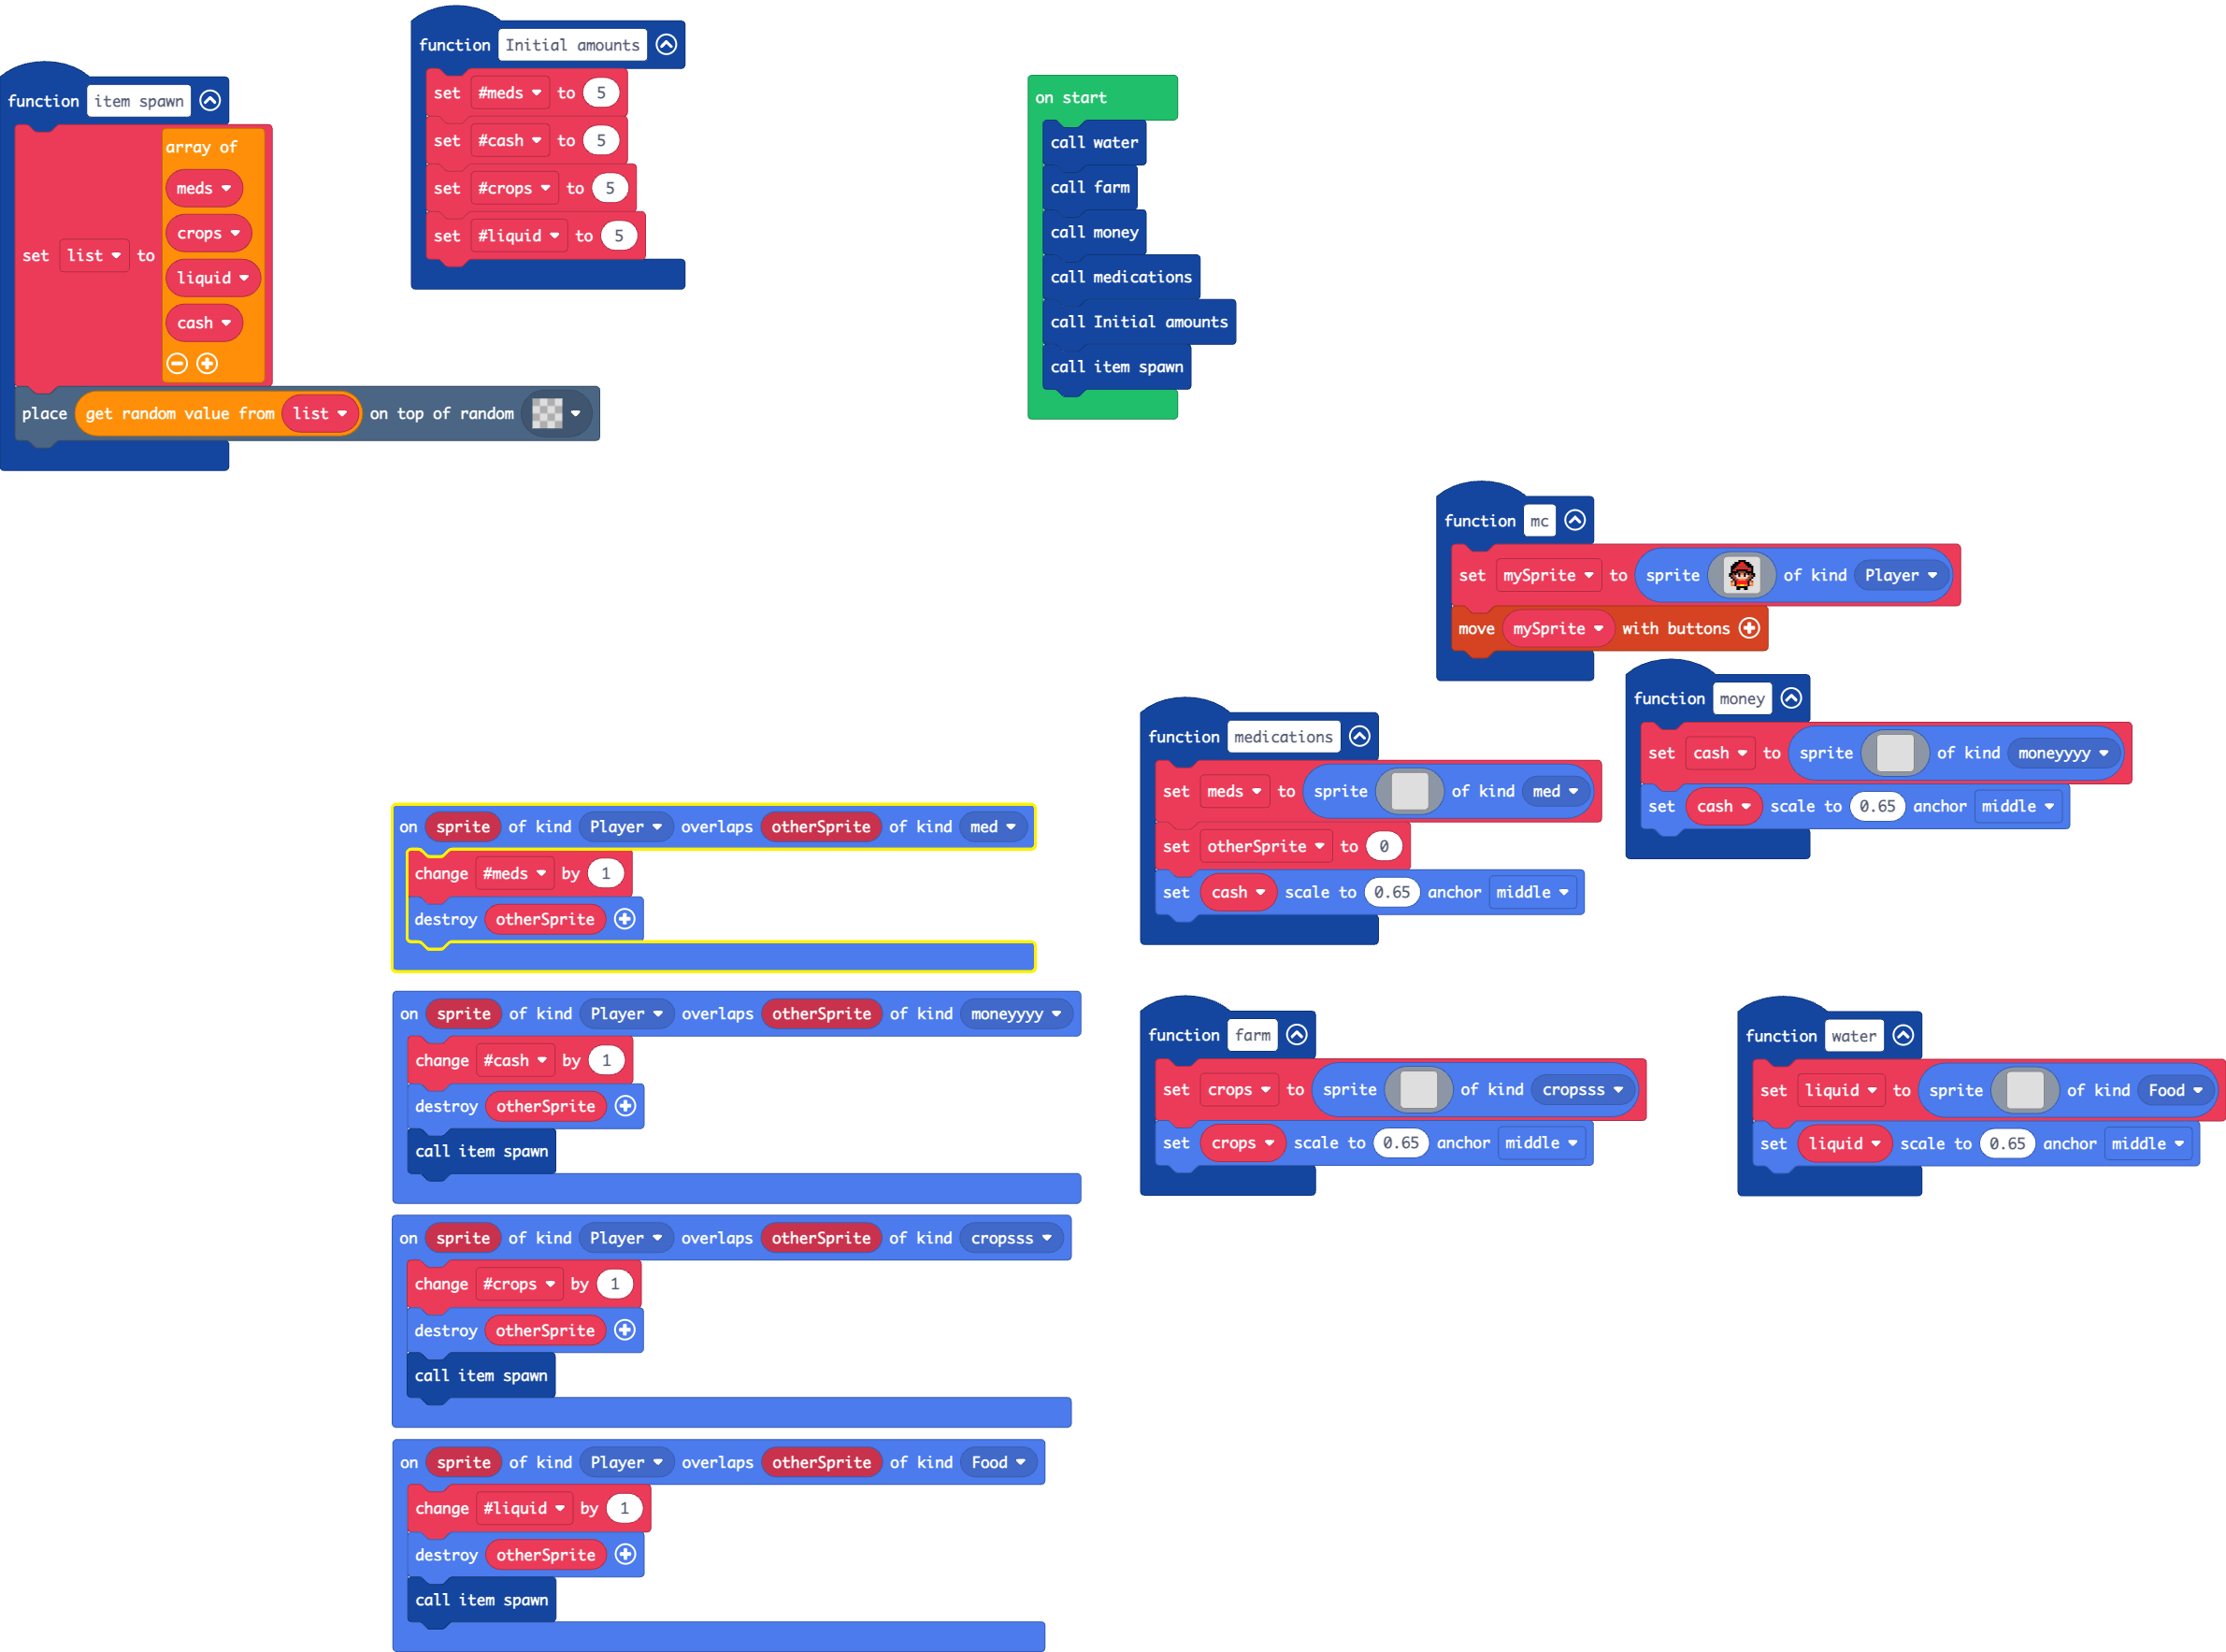 function Initial amounts
set #meds to 5
set #cash to 5
set #crops to 5
set #liquid to 5
function item spawn
array of
meds
crops
set list to
liquid
cash
place get random value from list on top of random
on start
call water
call farm
call money
call medications
call Initial amounts
call item spawn
function mc
set mySprite to sprite of kind Player
move mySprite with buttons
function money
set cash to sprite of kind moneyyyy
set cash scale to 0.65 anchor middle
function medications
set meds to sprite of kind med
set otherSprite to 0
set cash scale to 0.65 anchor middle
on sprite of kind Player overlaps otherSprite of kind med
change #meds by 1
destroy otherSprite
on sprite of kind Player overlaps otherSprite of kind moneyyyy
change #cash by 1
destroy otherSprite
call item spawn
function farm
set crops to sprite of kind cropsss
set crops scale to 0.65 anchor middle
function water
set liquid to sprite of kind Food
set liquid scale to 0.65 anchor middle
on sprite of kind Player overlaps otherSprite of kind cropsss
change #crops by 1
destroy otherSprite
call item spawn
on sprite of kind Player overlaps otherSprite of kind Food
change #liquid by 1
destroy otherSprite
call item spawn